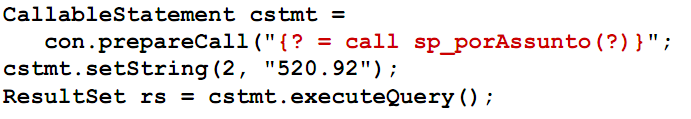 CallableStatement cstmt =
con.prepareCall("{? = call sp_porAssunto(?)}";
cstmt.setString(2, "520.92");
ResultSet rs = cstmt.executeQuery();